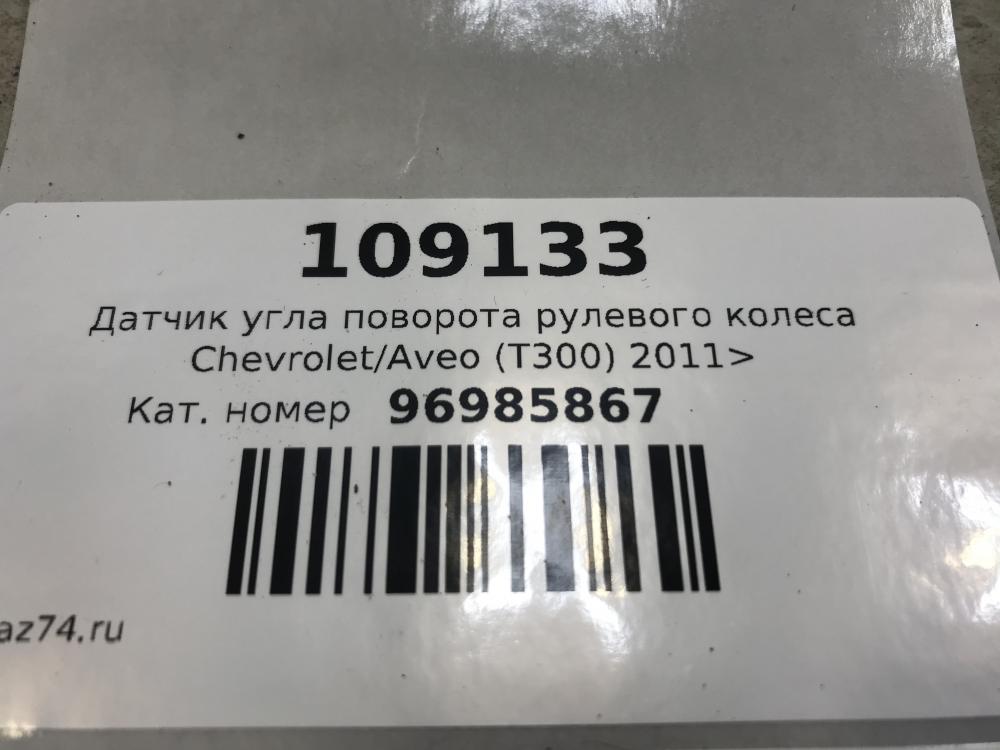 109133
Датчик угла поворота рулевого колеса
Chevrolet/Aveo (T300) 2011>
Кат. номер 96985867
az74.ru